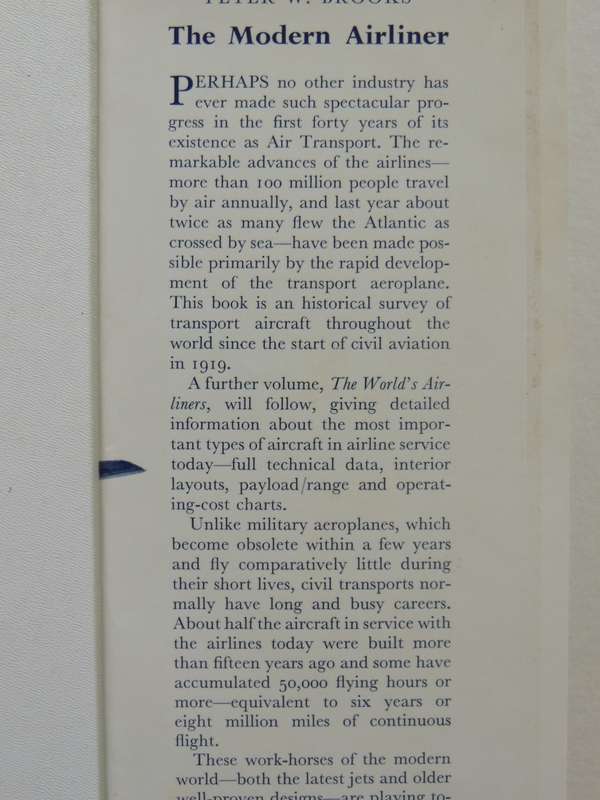 PETER W. BROOKS
The Modern Airliner
PERHAPS no other industry has
ever made such spectacular pro-
gress in the first forty years of its
existence as Air Transport. The re-
markable advances of the airlines—
more than 100 million people travel
by air annually, and last year about
twice as many flew the Atlantic as
crossed by sea—have been made pos-
sible primarily by the rapid develop-
ment of the transport aeroplane.
This book is an historical survey of
transport aircraft throughout the
world since the start of civil aviation
in 1919.
A further volume, The World's Air-
liners, will follow, giving detailed
information about the most impor-
tant types of aircraft in airline service
today—full technical data, interior
layouts, payload/range and operat-
ing-cost charts.
Unlike military aeroplanes, which
become obsolete within a few years
and fly comparatively little during
their short lives, civil transports nor-
mally have long and busy careers.
About half the aircraft in service with
the airlines today were built more
than fifteen years ago and some have
accumulated 50,000 flying hours or
more—equivalent to six years or
eight million miles of continuous
flight.
These work-horses of the modern
world—both the latest jets and older
well-proven designs—are playing to-